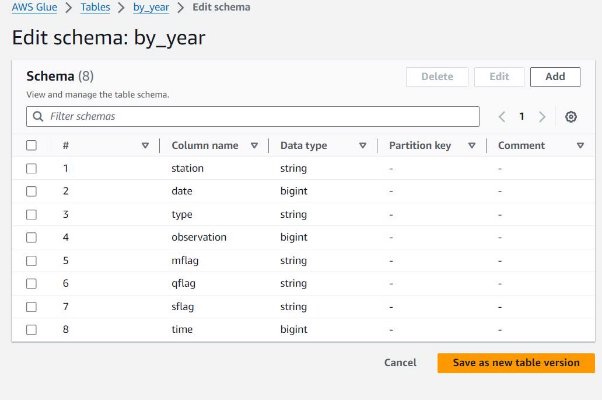 AWS Glue > Tables > by_year > Edit schema
Edit schema: by_year
Schema (8)
Delete
Edit
Add
View and manage the table schema.
Filter schemas
< 1 >
# Column name Data type Partition key Comment
1 station string - -
2 date bigint - -
3 type string - -
4 observation bigint - -
5 mflag string - -
6 qflag string - -
7 sflag string - -
8 time bigint - -
Cancel
Save as new table version